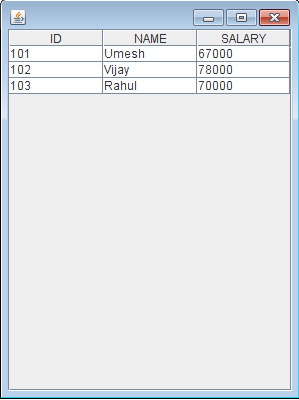 ID NAME SALARY
101 Umesh 67000
102 Vijay 78000
103 Rahul 70000